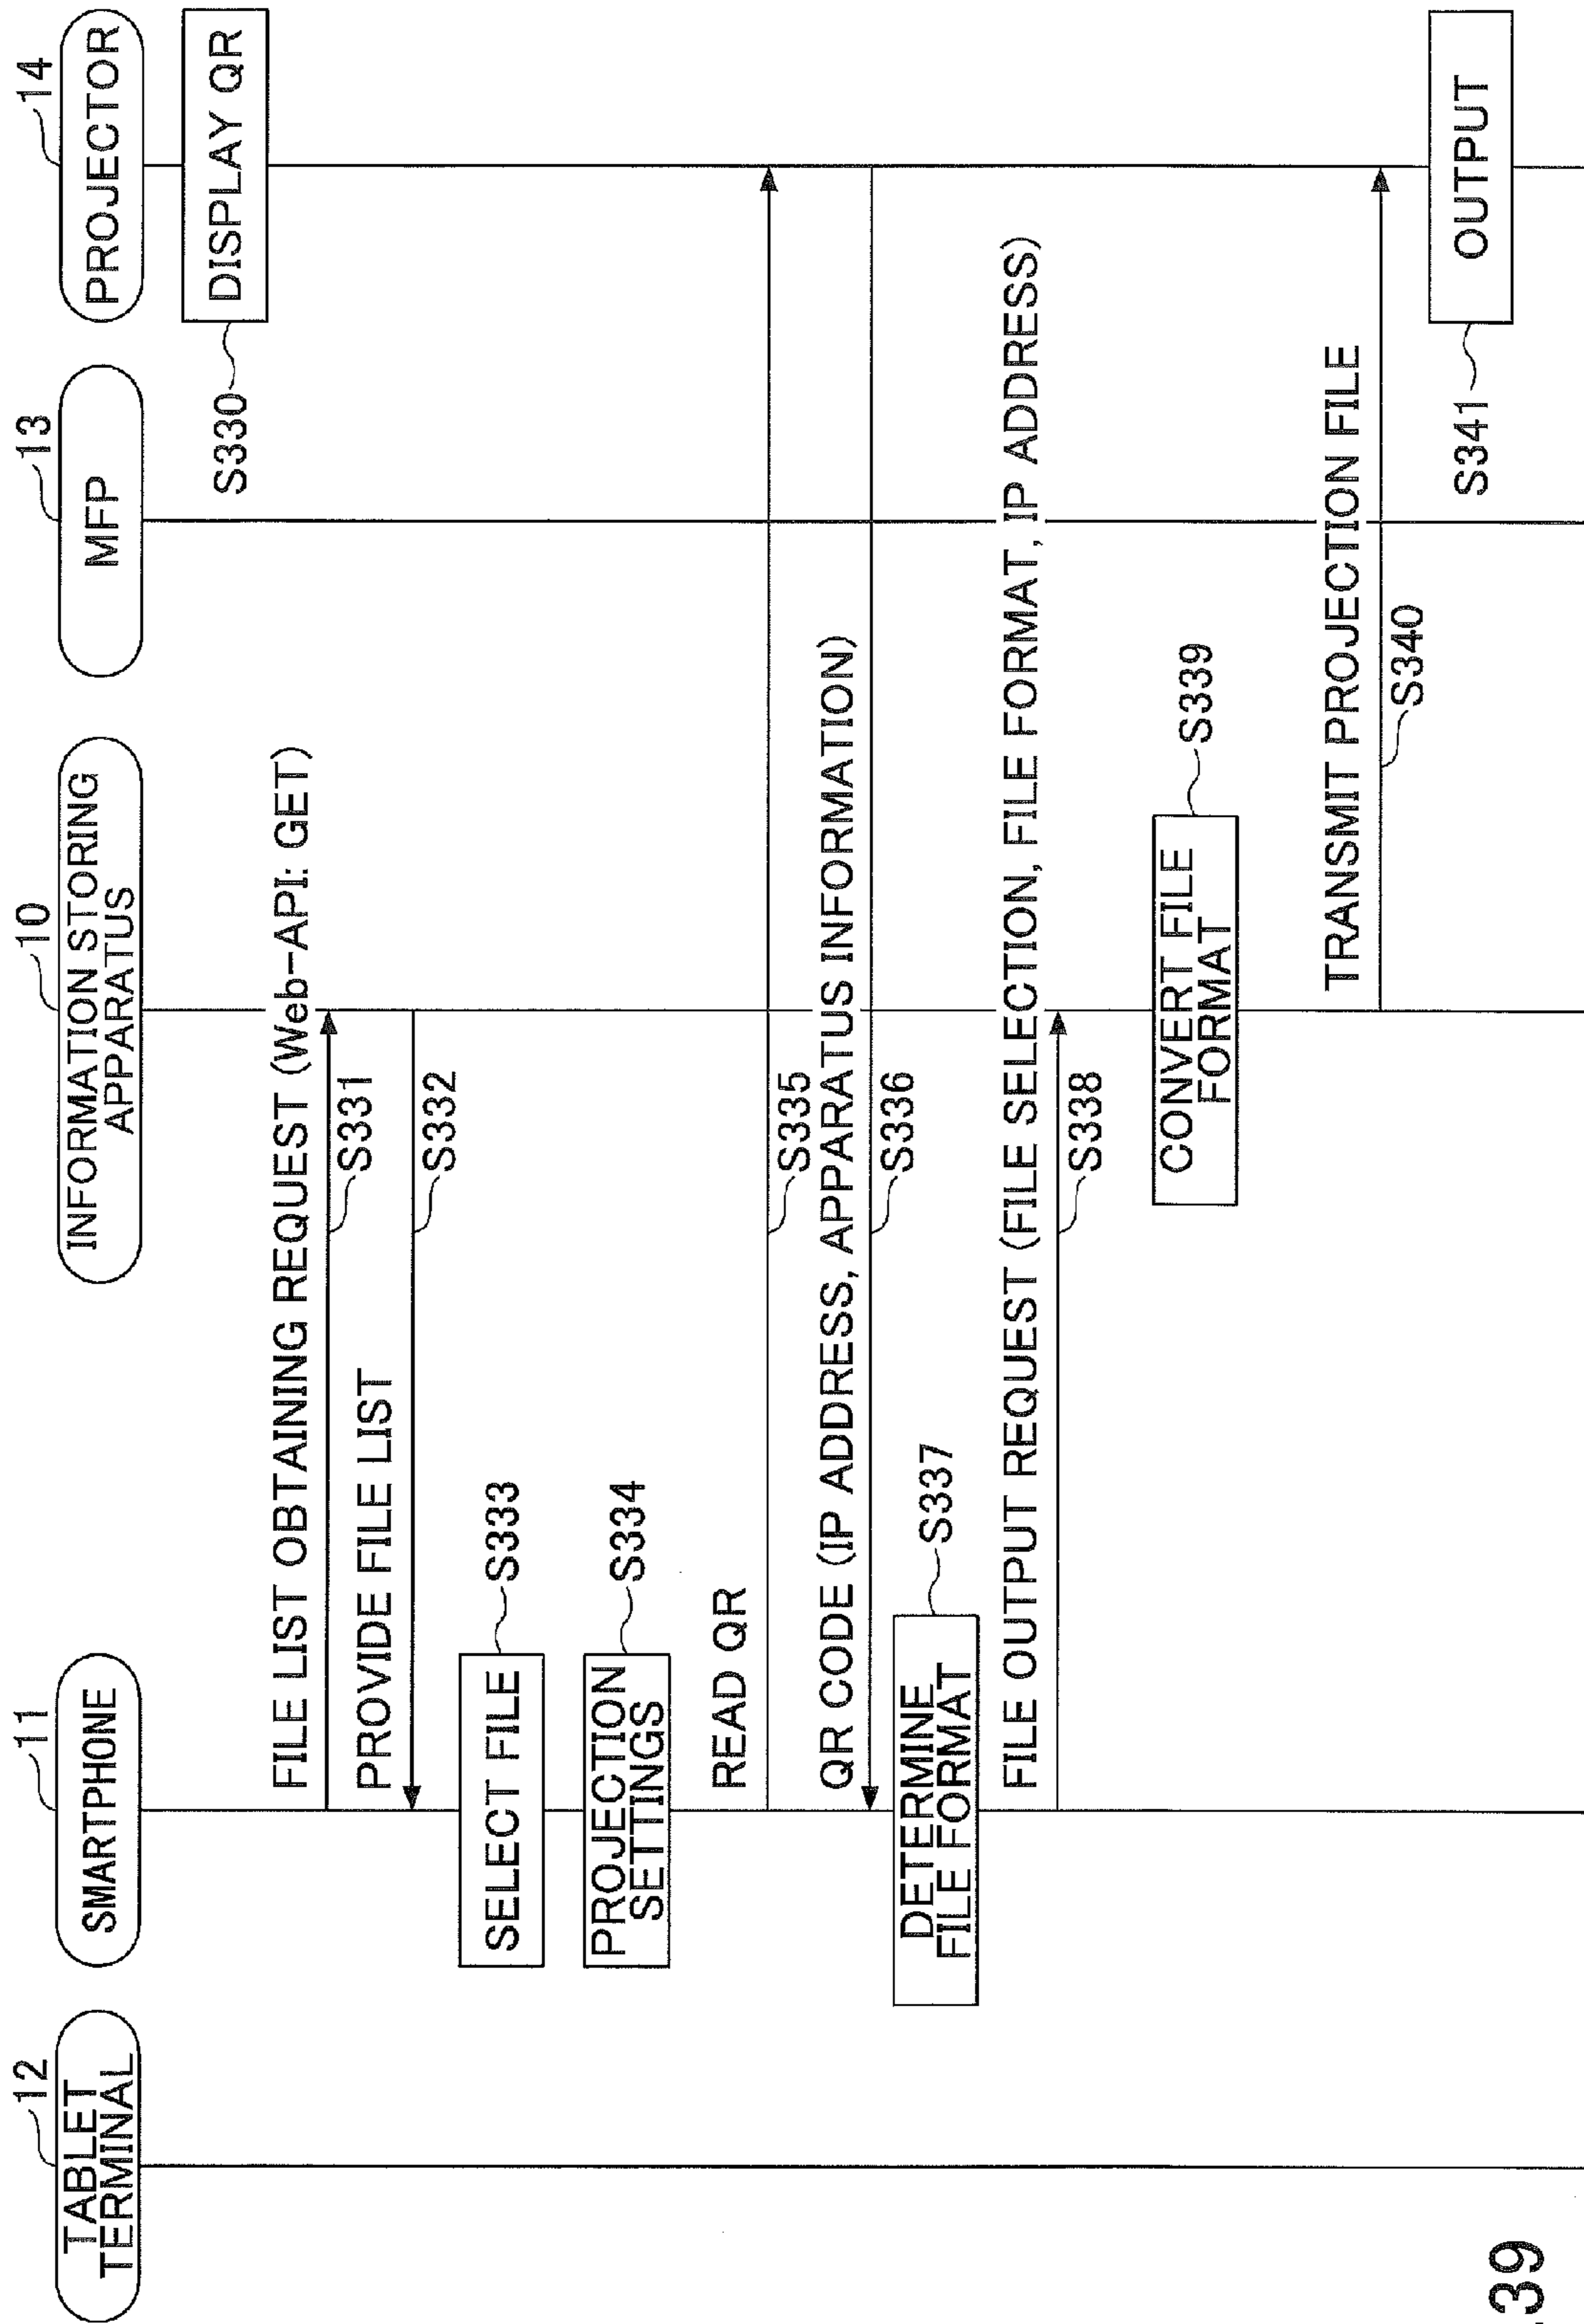 12
TABLET
TERMINAL
11
SMARTPHONE
10
INFORMATION STORING
APPARATUS
13
MFP
14
PROJECTOR
DISPLAY QR
S330
FILE LIST OBTAINING REQUEST (Web-API: GET)
S331
PROVIDE FILE LIST
S332
SELECT FILE
S333
PROJECTION
SETTINGS
S334
READ QR
S335
QR CODE (IP ADDRESS, APPARATUS INFORMATION)
S336
DETERMINE
FILE FORMAT
S337
FILE OUTPUT REQUEST (FILE SELECTION, FILE FORMAT, IP ADDRESS)
S338
CONVERT FILE
FORMAT
S339
TRANSMIT PROJECTION FILE
S340
OUTPUT
S341
39